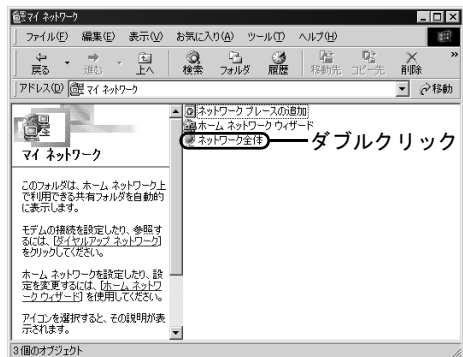 マイ ネットワーク
ファイル(F) 編集(E) 表示(V) お気に入り(A) ツール(T) ヘルプ(H)
戻る 進む 上へ 検索 フォルダ 履歴 移動先 コピー先 削除 »
アドレス(D) マイ ネットワーク 移動
マイ ネットワーク
このフォルダは、ホーム ネットワーク上
で利用できる共有フォルダを自動的
に表示します。
モデムの接続を設定したり、参照す
るには、[ダイヤルアップ ネットワーク]
をクリックしてください。
ホーム ネットワークを設定したり、設
定を変更するには、[ホーム ネットワ
ーク ウィザード] を使用してください。
アイコンを選択すると、その説明が表
示されます。
ネットワーク プレースの追加
ホーム ネットワーク ウィザード
ネットワーク全体
ダブルクリック
3 個のオブジェクト